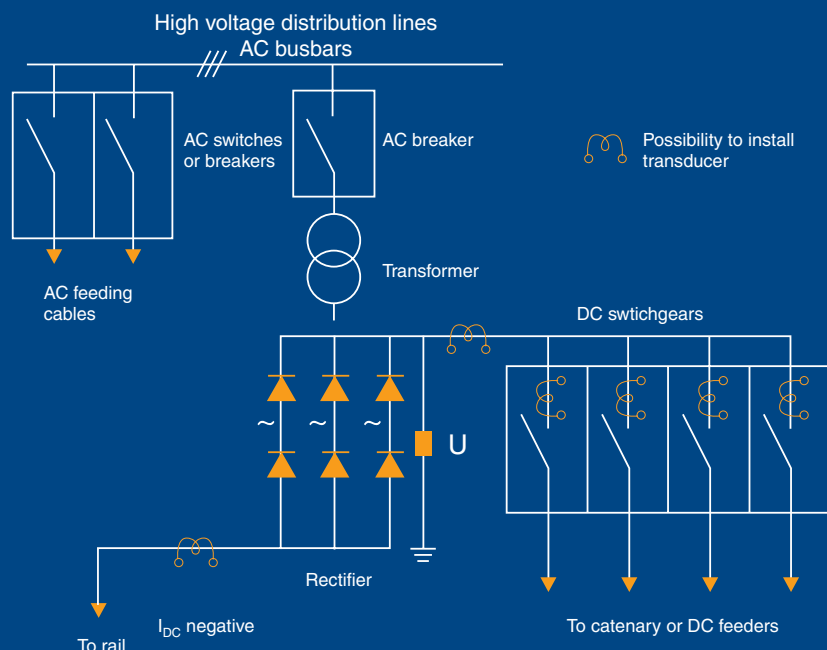 High voltage distribution lines
AC busbars
AC switches
or breakers
AC breaker
Possibility to install
transducer
Transformer
AC feeding
cables
DC swtichgears
~ ~ ~
U
Rectifier
I_DC negative
To rail
To catenary or DC feeders